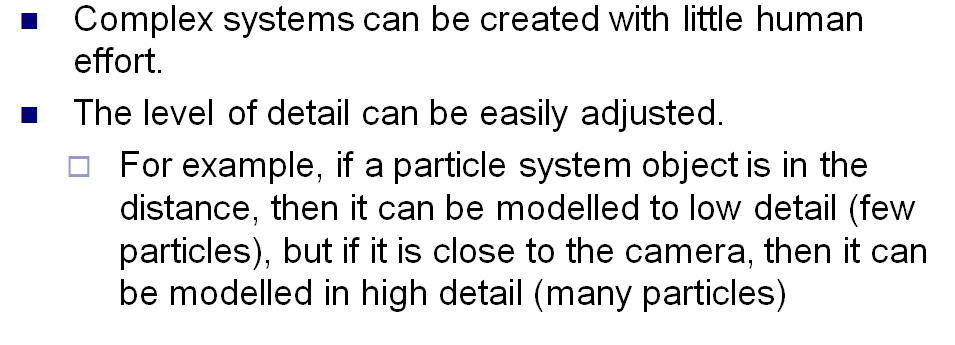 Complex systems can be created with little human
effort.
The level of detail can be easily adjusted.
For example, if a particle system object is in the
distance, then it can be modelled to low detail (few
particles), but if it is close to the camera, then it can
be modelled in high detail (many particles)